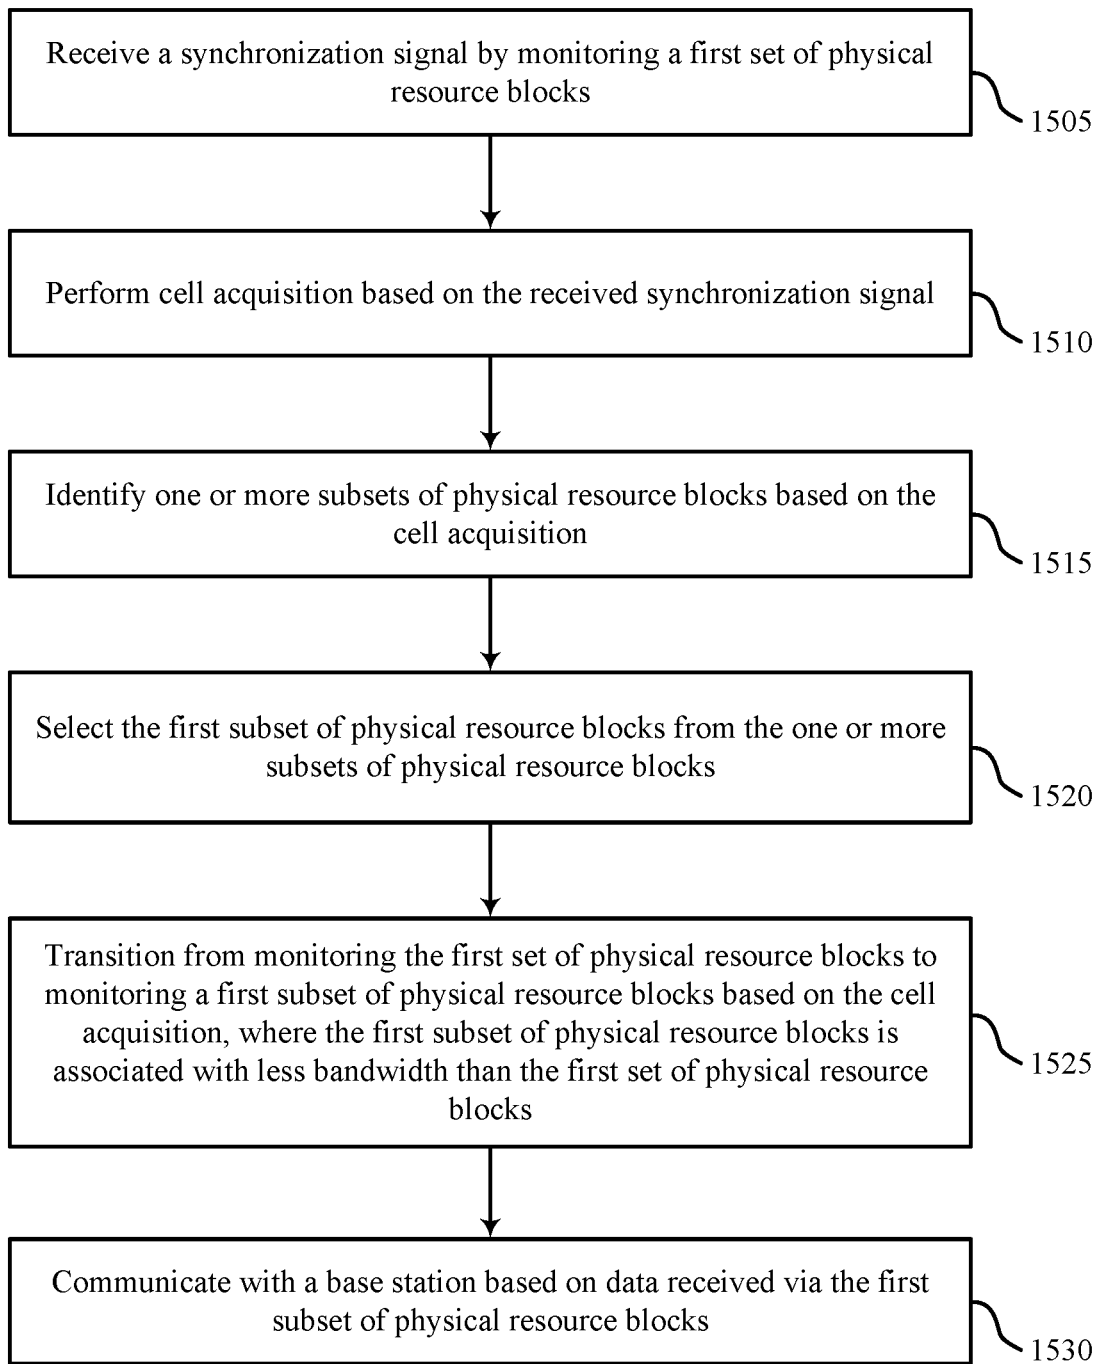 Receive a synchronization signal by monitoring a first set of physical
resource blocks
1505
Perform cell acquisition based on the received synchronization signal
1510
Identify one or more subsets of physical resource blocks based on the
cell acquisition
1515
Select the first subset of physical resource blocks from the one or more
subsets of physical resource blocks
1520
Transition from monitoring the first set of physical resource blocks to
monitoring a first subset of physical resource blocks based on the cell
acquisition, where the first subset of physical resource blocks is
associated with less bandwidth than the first set of physical resource
blocks
1525
Communicate with a base station based on data received via the first
subset of physical resource blocks
1530